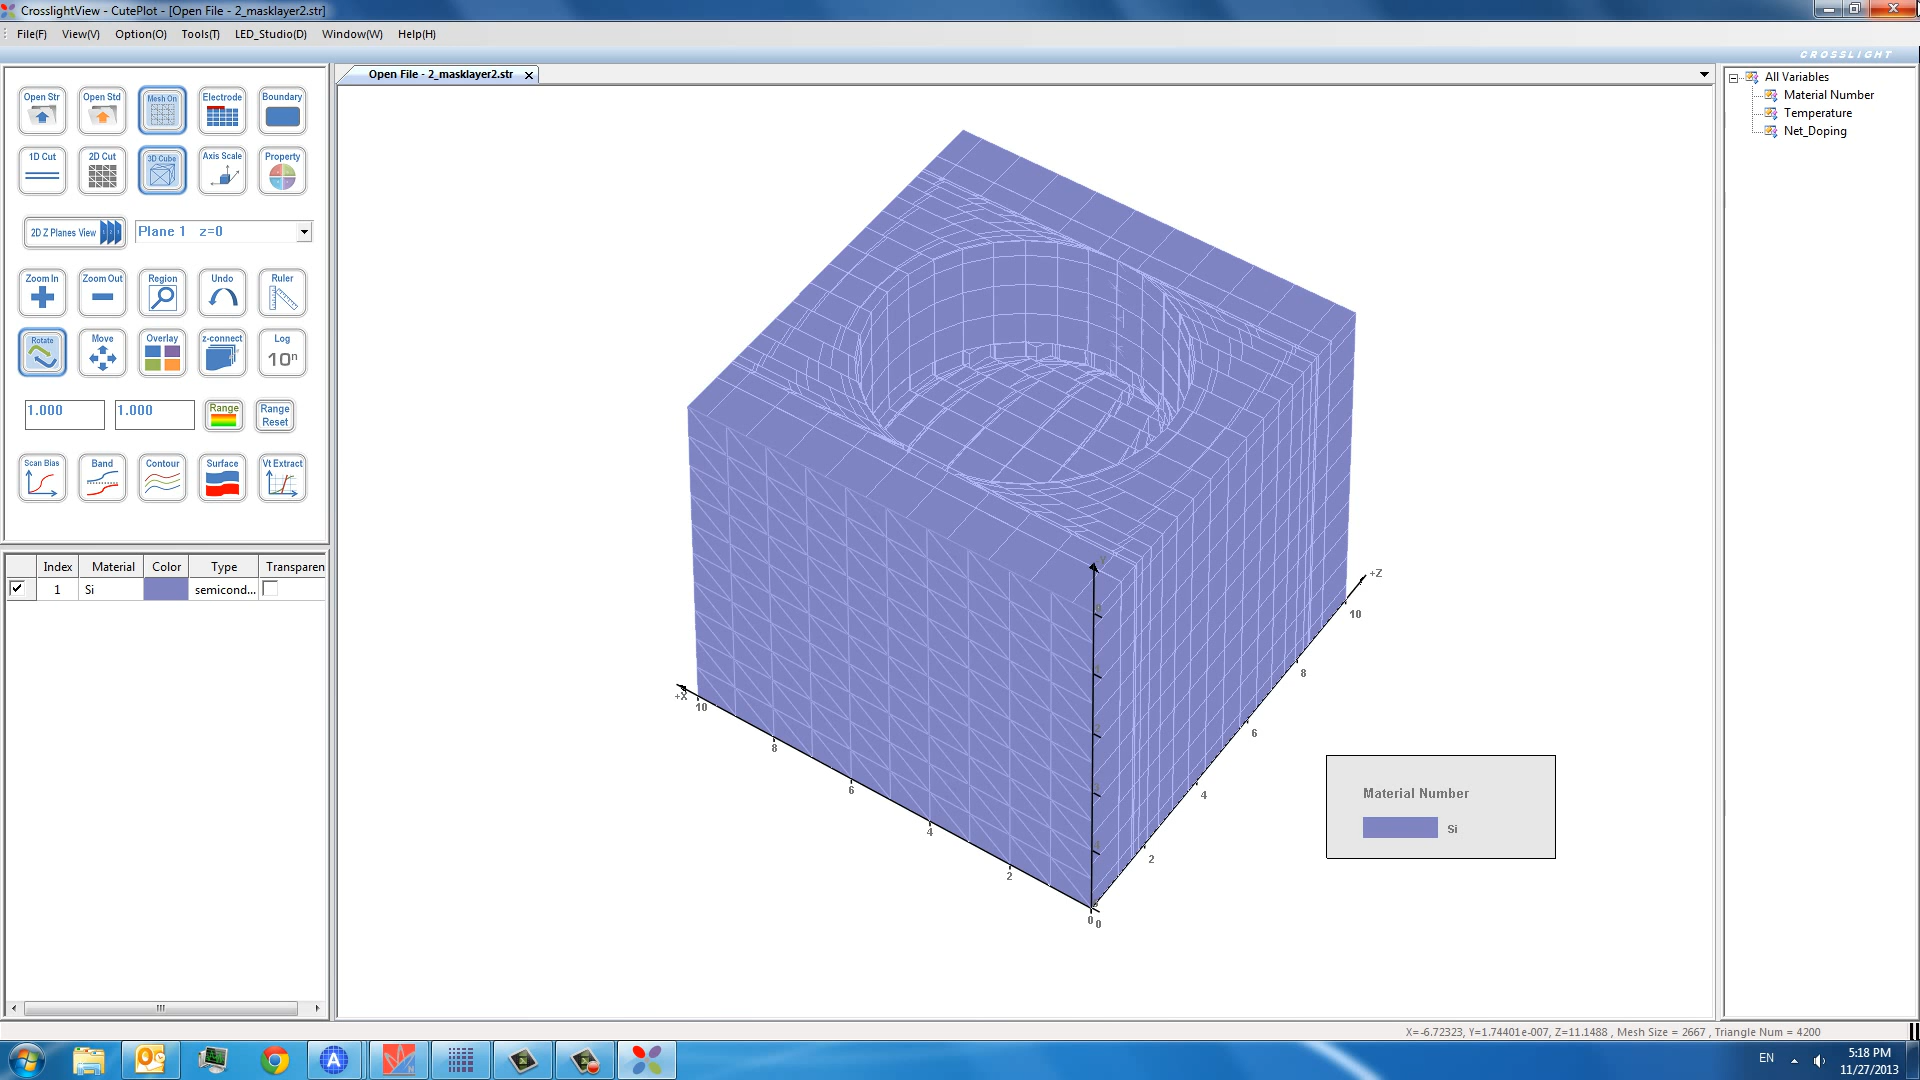 CrosslightView - CutePlot - [Open File - 2_masklayer2.str]
File(F) View(V) Option(O) Tools(T) LED_Studio(D) Window(W) Help(H)
CROSSLIGHT
Open Str Open Std Mesh On Electrode Boundary
1D Cut 2D Cut 3D Cube Axis Scale Property
2D Z Planes View Plane 1 z=0
Zoom In Zoom Out Region Undo Ruler
Rotate Move Overlay z-connect Log
10n
1.000 1.000 Range Range Reset
Scan Bias Band Contour Surface Vt Extract
Index Material Color Type Transparen
1 Si semicond...
Open File - 2_masklayer2.str
Y
0
1
2
3
4
+Z
10
8
6
4
2
0
+X
10
8
6
4
2
0
Material Number
Si
All Variables
Material Number
Temperature
Net_Doping
X=-6.72323, Y=1.74401e-007, Z=11.1488 , Mesh Size = 2667 , Triangle Num = 4200
EN
5:18 PM
11/27/2013